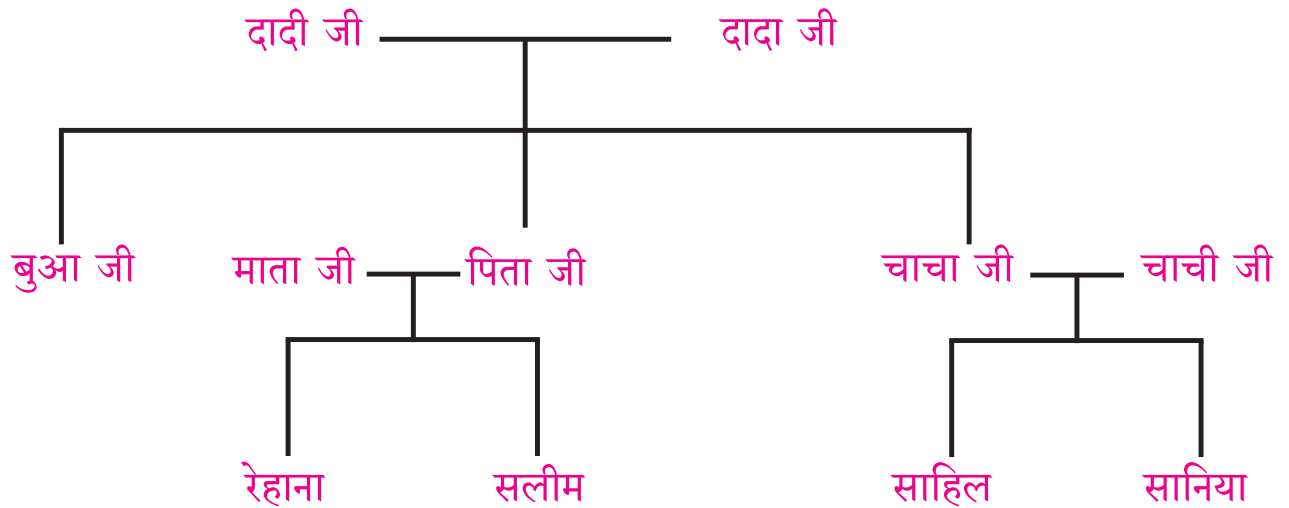 दादी जी दादा जी
बुआ जी माता जी पिता जी चाचा जी चाची जी
रेहाना सलीम साहिल सानिया